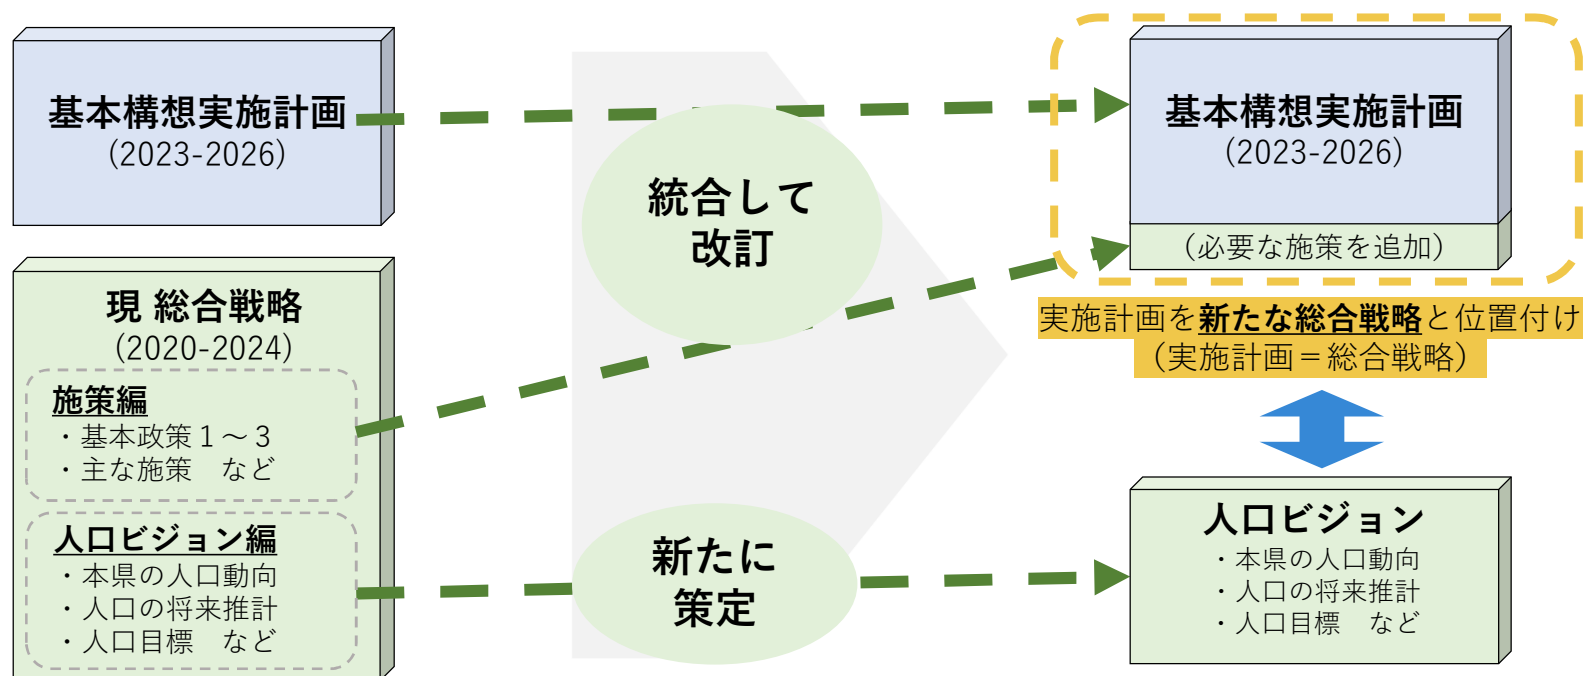 基本構想実施計画
(2023-2026)
現 総合戦略
(2020-2024)
施策編
・基本政策１～３
・主な施策　など
人口ビジョン編
・本県の人口動向
・人口の将来推計
・人口目標　など
統合して
改訂
新たに
策定
基本構想実施計画
(2023-2026)
（必要な施策を追加）
実施計画を新たな総合戦略と位置付け
（実施計画＝総合戦略）
人口ビジョン
・本県の人口動向
・人口の将来推計
・人口目標　など